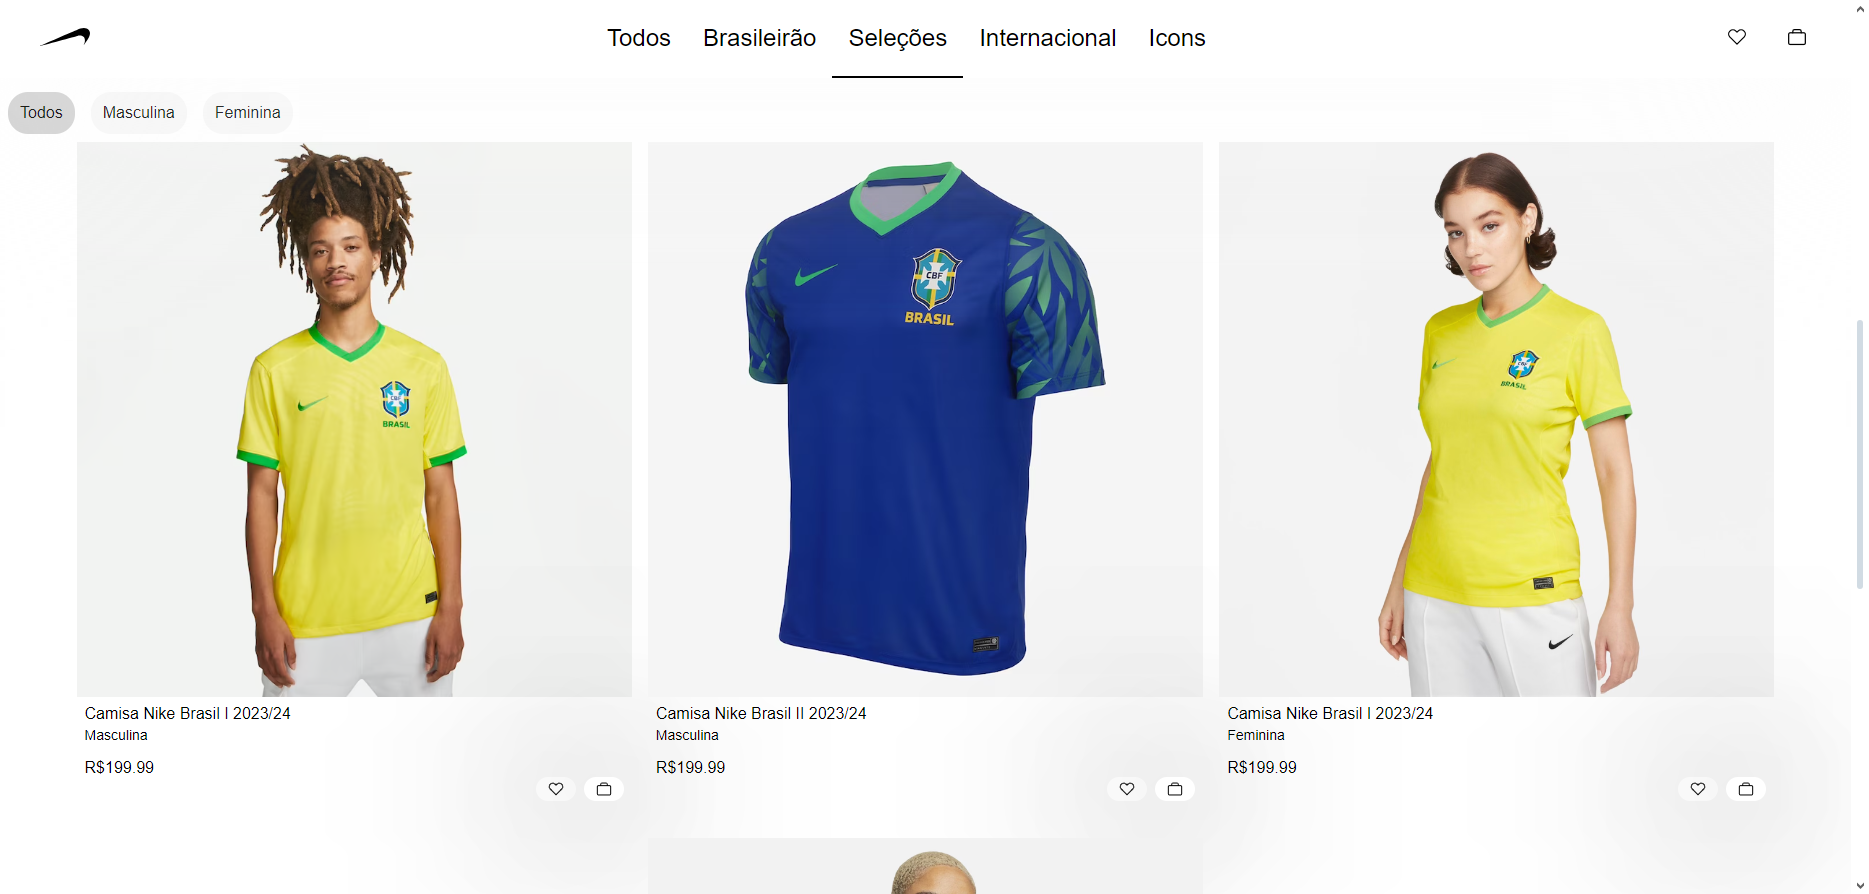 Todos Brasileirão Seleções Internacional Icons
Todos Masculina Feminina
CBF
BRASIL
CBF
BRASIL
CBF
BRASIL
Camisa Nike Brasil I 2023/24
Masculina
R$199.99
Camisa Nike Brasil II 2023/24
Masculina
R$199.99
Camisa Nike Brasil I 2023/24
Feminina
R$199.99